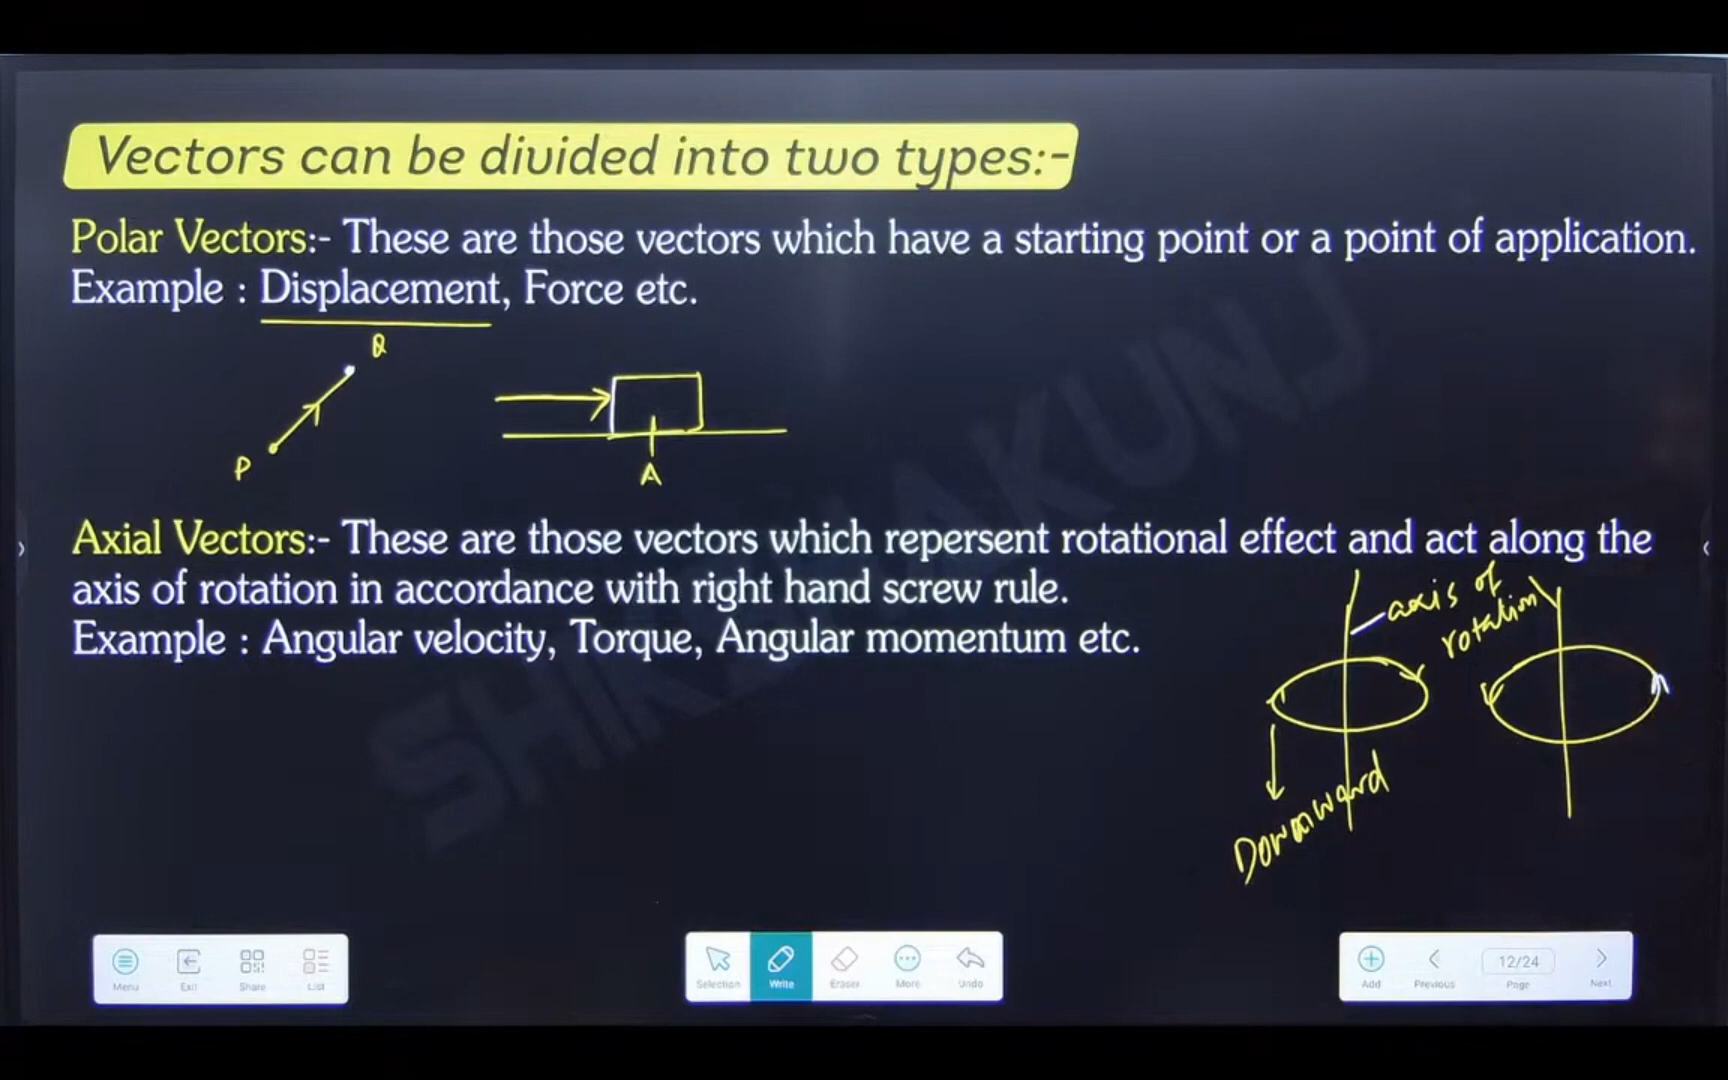 Vectors can be divided into two types:-
Polar Vectors:- These are those vectors which have a starting point or a point of application.
Example : Displacement, Force etc.
Q
P
A
Axial Vectors:- These are those vectors which repersent rotational effect and act along the
axis of rotation in accordance with right hand screw rule.
Example : Angular velocity, Torque, Angular momentum etc.
axis of
rotation
Downward
SHIKSHAKUNJ
Menu Exit Share List
Selection Write Eraser More Undo
12/24
Add Previous Page Next